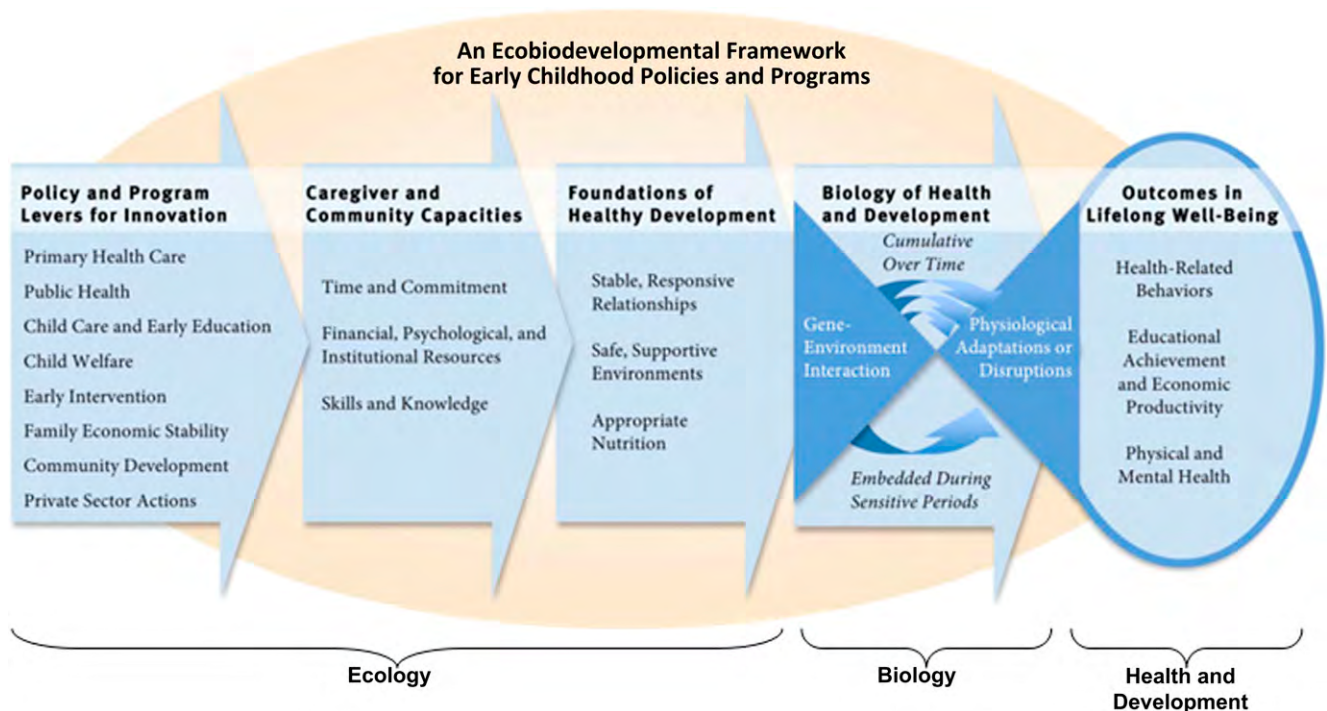 An Ecobiodevelopmental Framework
for Early Childhood Policies and Programs
Policy and Program
Levers for Innovation
Primary Health Care
Public Health
Child Care and Early Education
Child Welfare
Early Intervention
Family Economic Stability
Community Development
Private Sector Actions
Caregiver and
Community Capacities
Time and Commitment
Financial, Psychological, and
Institutional Resources
Skills and Knowledge
Foundations of
Healthy Development
Stable, Responsive
Relationships
Safe, Supportive
Environments
Appropriate
Nutrition
Biology of Health
and Development
Cumulative
Over Time
Gene-
Environment
Interaction
Physiological
Adaptations or
Disruptions
Embedded During
Sensitive Periods
Outcomes in
Lifelong Well-Being
Health-Related
Behaviors
Educational
Achievement
and Economic
Productivity
Physical and
Mental Health
Ecology
Biology
Health and
Development